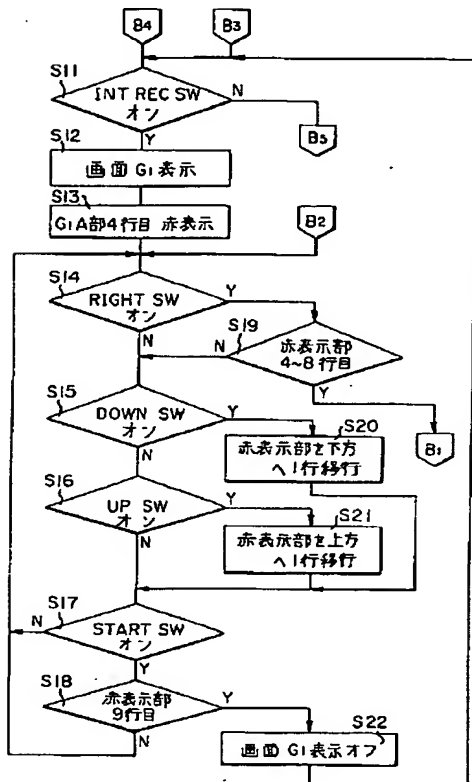 B4
B3
S11
INT REC SW
オン
N
Y
B5
S12
画面 G1 表示
S13
G1A部4行目 赤表示
B2
S14
RIGHT SW
オン
Y
N
S19
赤表示部
4~8行目
N
Y
B1
S15
DOWN SW
オン
Y
N
S20
赤表示部を下方
へ1行移行
S16
UP SW
オン
Y
N
S21
赤表示部を上方
へ1行移行
S17
START SW
オン
N
Y
S18
赤表示部
9行目
Y
N
S22
画面 G1 表示オフ